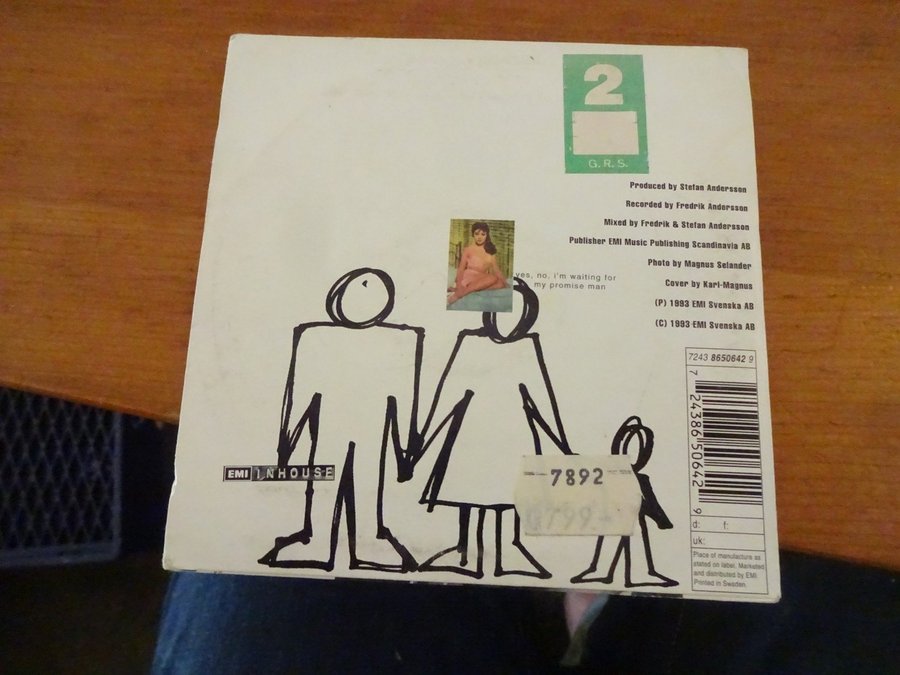 2
G. R. S.
Produced by Stefan Andersson
Recorded by Fredrik Andersson
Mixed by Fredrik & Stefan Andersson
Publisher EMI Music Publishing Scandinavia AB
Photo by Magnus Selander
Cover by Karl-Magnus
(P) 1993 EMI Svenska AB
(C) 1993 EMI Svenska AB
yes, no, i'm waiting for
my promise man
7243 8650642 9
7 24386 50642 9
EMI INHOUSE
7892
0799-
d: f:
uk:
Place of manufacture as
stated on label. Marketed
and distributed by EMI
Printed in Sweden.